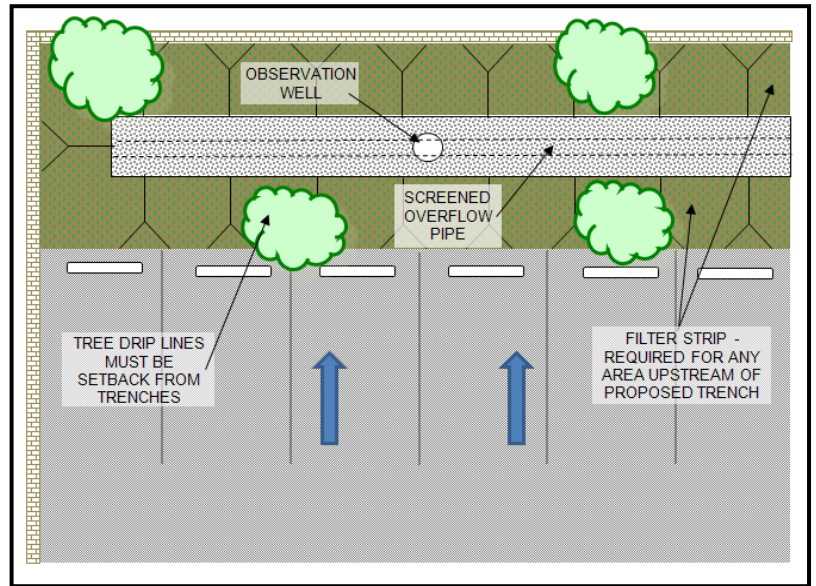 OBSERVATION
WELL
SCREENED
OVERFLOW
PIPE
TREE DRIP LINES
MUST BE
SETBACK FROM
TRENCHES
FILTER STRIP -
REQUIRED FOR ANY
AREA UPSTREAM OF
PROPOSED TRENCH